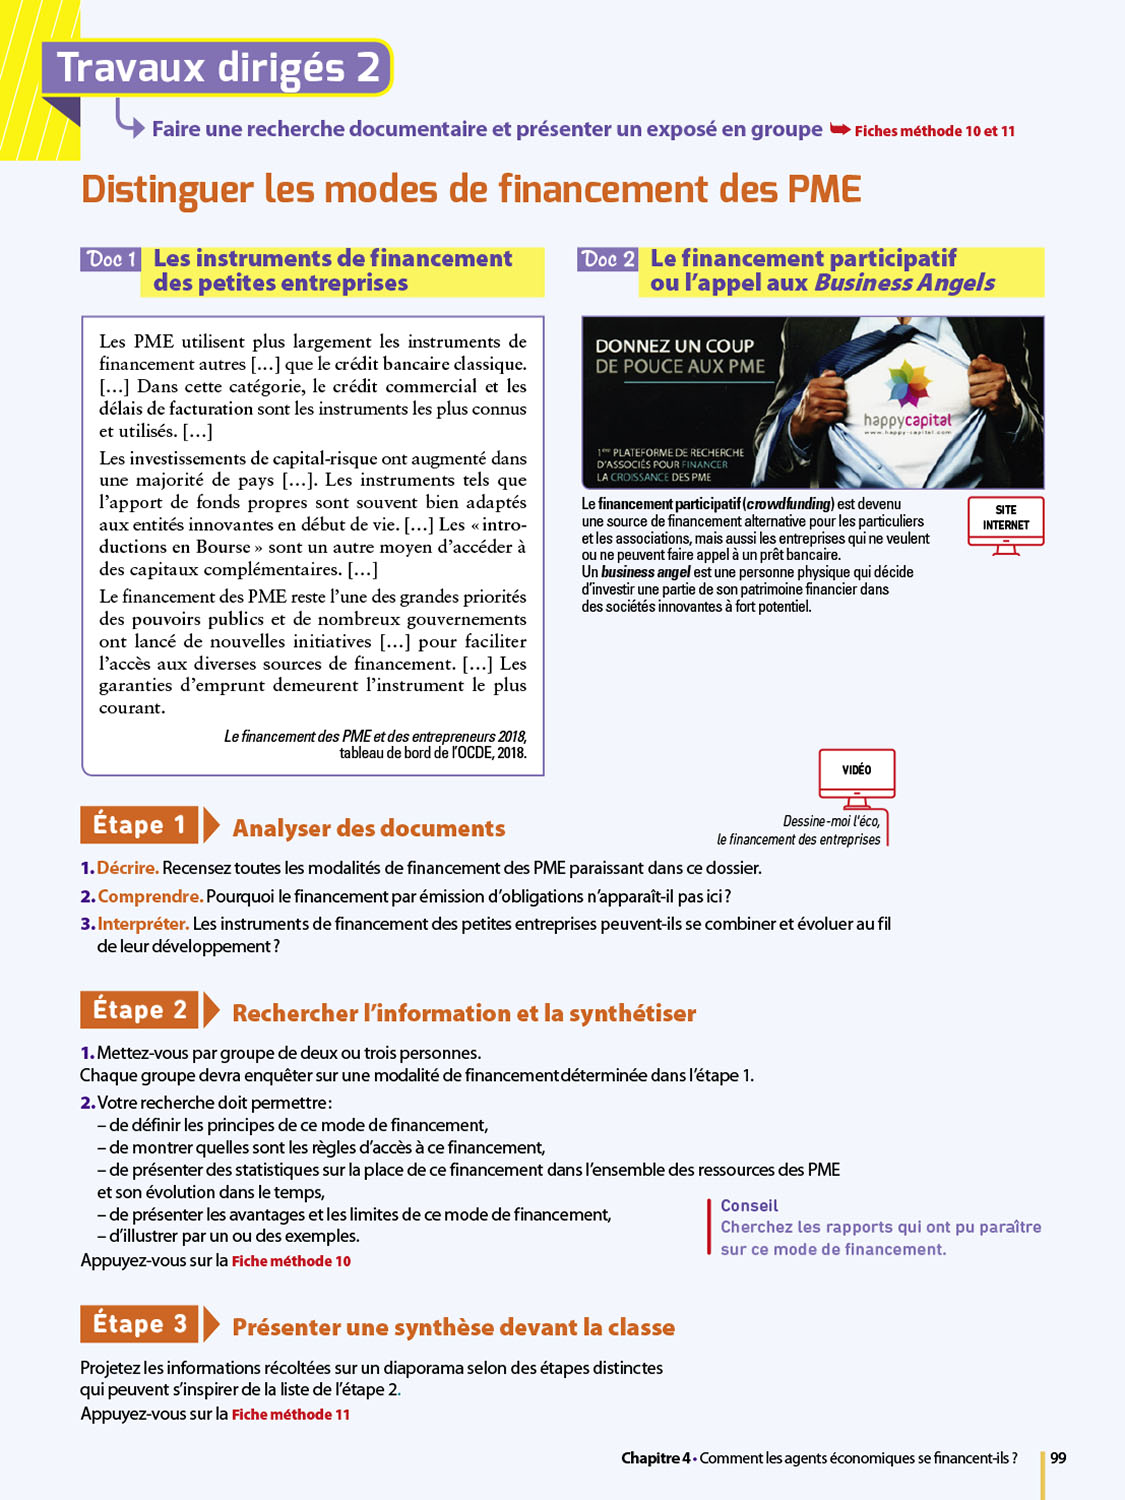 Travaux dirigés 2
Faire une recherche documentaire et présenter un exposé en groupe ➥ Fiches méthode 10 et 11
Distinguer les modes de financement des PME
Doc 1 Les instruments de financement
des petites entreprises
Les PME utilisent plus largement les instruments de
financement autres […] que le crédit bancaire classique.
[…] Dans cette catégorie, le crédit commercial et les
délais de facturation sont les instruments les plus connus
et utilisés. […]
Les investissements de capital-risque ont augmenté dans
une majorité de pays […]. Les instruments tels que
l’apport de fonds propres sont souvent bien adaptés
aux entités innovantes en début de vie. […] Les « intro-
ductions en Bourse » sont un autre moyen d’accéder à
des capitaux complémentaires. […]
Le financement des PME reste l’une des grandes priorités
des pouvoirs publics et de nombreux gouvernements
ont lancé de nouvelles initiatives […] pour faciliter
l’accès aux diverses sources de financement. […] Les
garanties d’emprunt demeurent l’instrument le plus
courant.
Le financement des PME et des entrepreneurs 2018,
tableau de bord de l’OCDE, 2018.
Doc 2 Le financement participatif
ou l’appel aux Business Angels
DONNEZ UN COUP
DE POUCE AUX PME
happycapital
www.happy-capital.com
1ère PLATEFORME DE RECHERCHE
D’ASSOCIÉS POUR FINANCER
LA CROISSANCE DES PME
Le financement participatif (crowdfunding) est devenu
une source de financement alternative pour les particuliers
et les associations, mais aussi les entreprises qui ne veulent
ou ne peuvent faire appel à un prêt bancaire.
Un business angel est une personne physique qui décide
d’investir une partie de son patrimoine financier dans
des sociétés innovantes à fort potentiel.
SITE
INTERNET
VIDÉO
Dessine-moi l'éco,
le financement des entreprises
Étape 1 Analyser des documents
1. Décrire. Recensez toutes les modalités de financement des PME paraissant dans ce dossier.
2. Comprendre. Pourquoi le financement par émission d’obligations n’apparaît-il pas ici ?
3. Interpréter. Les instruments de financement des petites entreprises peuvent-ils se combiner et évoluer au fil
de leur développement ?
Étape 2 Rechercher l’information et la synthétiser
1. Mettez-vous par groupe de deux ou trois personnes.
Chaque groupe devra enquêter sur une modalité de financement déterminée dans l’étape 1.
2. Votre recherche doit permettre :
– de définir les principes de ce mode de financement,
– de montrer quelles sont les règles d’accès à ce financement,
– de présenter des statistiques sur la place de ce financement dans l’ensemble des ressources des PME
et son évolution dans le temps,
– de présenter les avantages et les limites de ce mode de financement,
– d’illustrer par un ou des exemples.
Appuyez-vous sur la Fiche méthode 10
Conseil
Cherchez les rapports qui ont pu paraître
sur ce mode de financement.
Étape 3 Présenter une synthèse devant la classe
Projetez les informations récoltées sur un diaporama selon des étapes distinctes
qui peuvent s’inspirer de la liste de l’étape 2.
Appuyez-vous sur la Fiche méthode 11
Chapitre 4 • Comment les agents économiques se financent-ils ? 99